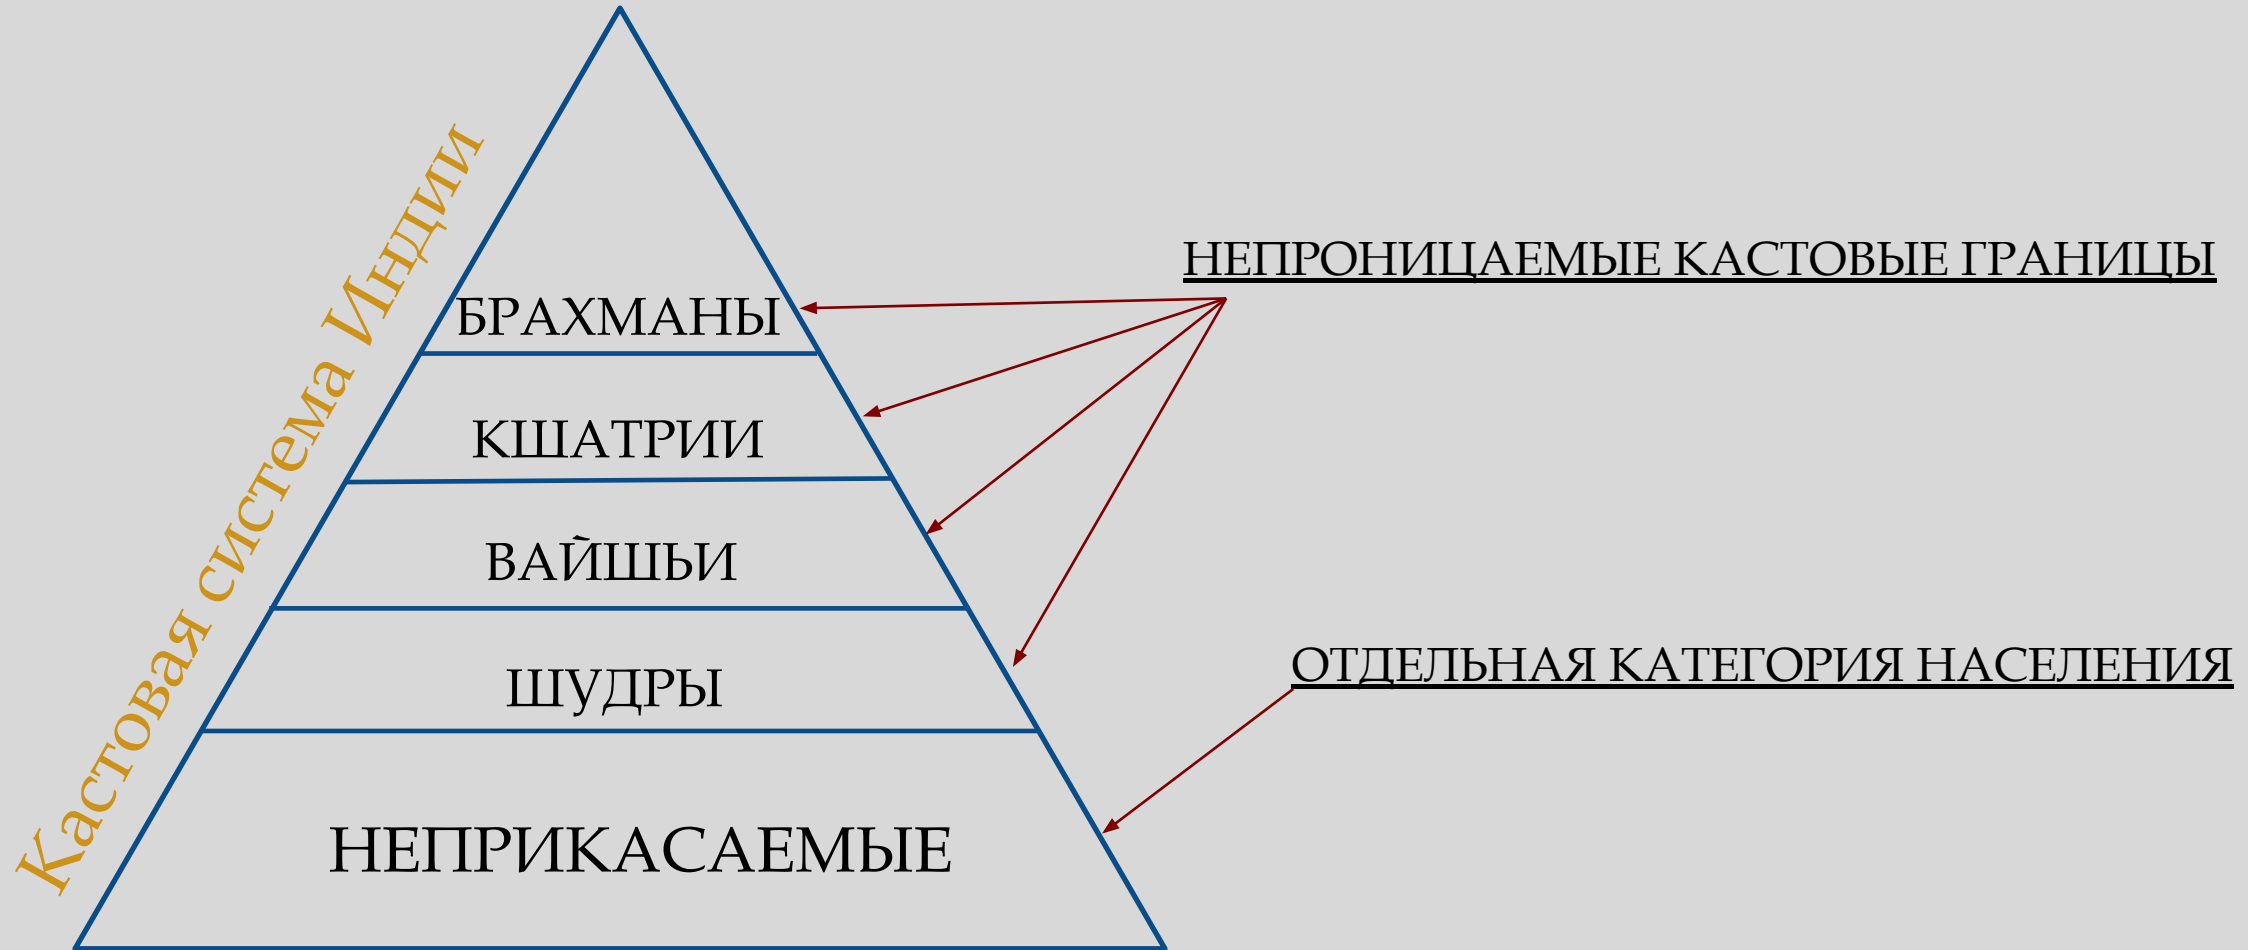 Кастовая система Индии
НЕПРОНИЦАЕМЫЕ КАСТОВЫЕ ГРАНИЦЫ
БРАХМАНЫ
КШАТРИИ
ВАЙШЬИ
ШУДРЫ
ОТДЕЛЬНАЯ КАТЕГОРИЯ НАСЕЛЕНИЯ
НЕПРИКАСАЕМЫЕ